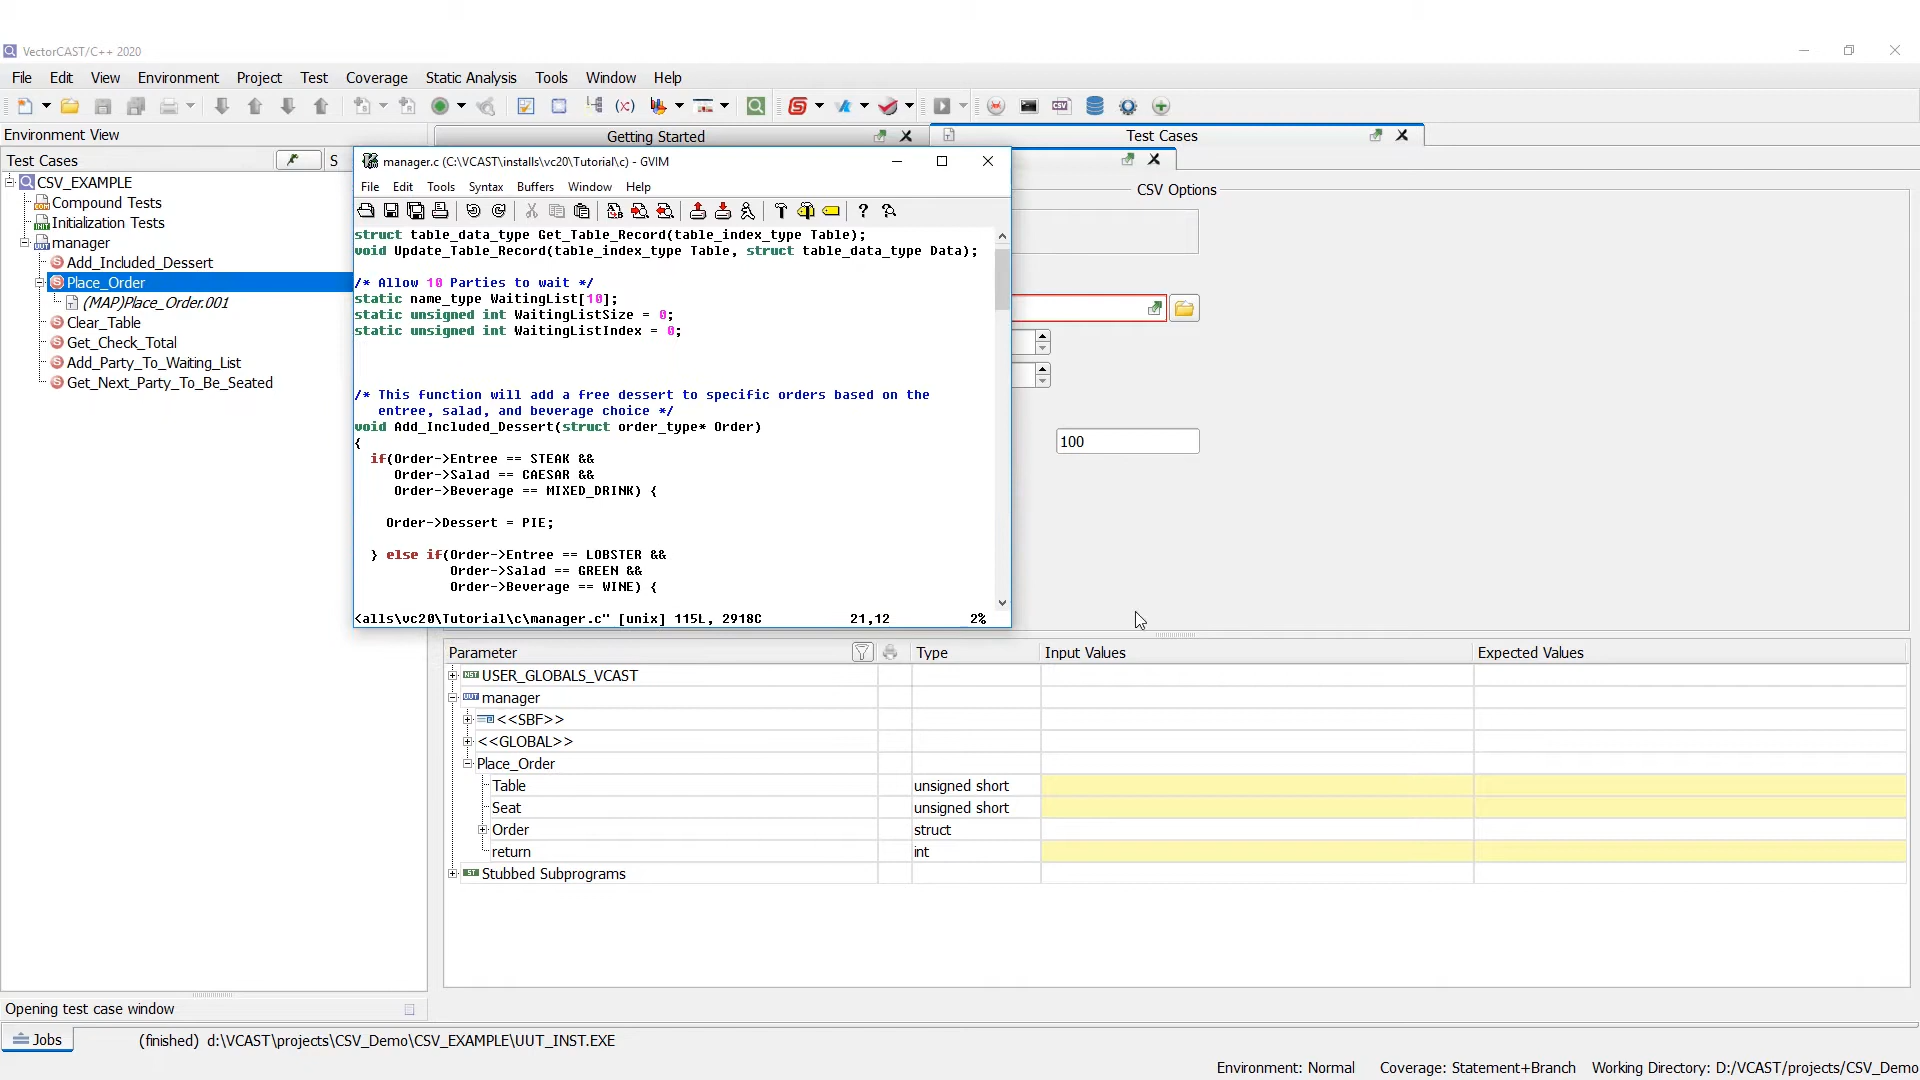 VectorCAST/C++ 2020
File Edit View Environment Project Test Coverage Static Analysis Tools Window Help
Environment View
Getting Started
Test Cases
Test Cases S
CSV_EXAMPLE
Compound Tests
Initialization Tests
manager
Add_Included_Dessert
Place_Order
(MAP)Place_Order.001
Clear_Table
Get_Check_Total
Add_Party_To_Waiting_List
Get_Next_Party_To_Be_Seated
manager.c (C:\VCAST\installs\vc20\Tutorial\c) - GVIM
File Edit Tools Syntax Buffers Window Help
struct table_data_type Get_Table_Record(table_index_type Table);
void Update_Table_Record(table_index_type Table, struct table_data_type Data);
/* Allow 10 Parties to wait */
static name_type WaitingList[10];
static unsigned int WaitingListSize = 0;
static unsigned int WaitingListIndex = 0;
/* This function will add a free dessert to specific orders based on the
entree, salad, and beverage choice */
void Add_Included_Dessert(struct order_type* Order)
{
if(Order->Entree == STEAK &&
Order->Salad == CAESAR &&
Order->Beverage == MIXED_DRINK) {
Order->Dessert = PIE;
} else if(Order->Entree == LOBSTER &&
Order->Salad == GREEN &&
Order->Beverage == WINE) {
<alls\vc20\Tutorial\c\manager.c" [unix] 115L, 2918C 21,12 2%
CSV Options
100
Parameter Type Input Values Expected Values
USER_GLOBALS_VCAST
manager
<<SBF>>
<<GLOBAL>>
Place_Order
Table unsigned short
Seat unsigned short
Order struct
return int
Stubbed Subprograms
Opening test case window
Jobs (finished) d:\VCAST\projects\CSV_Demo\CSV_EXAMPLE\UUT_INST.EXE
Environment: Normal Coverage: Statement+Branch Working Directory: D:/VCAST/projects/CSV_Demo